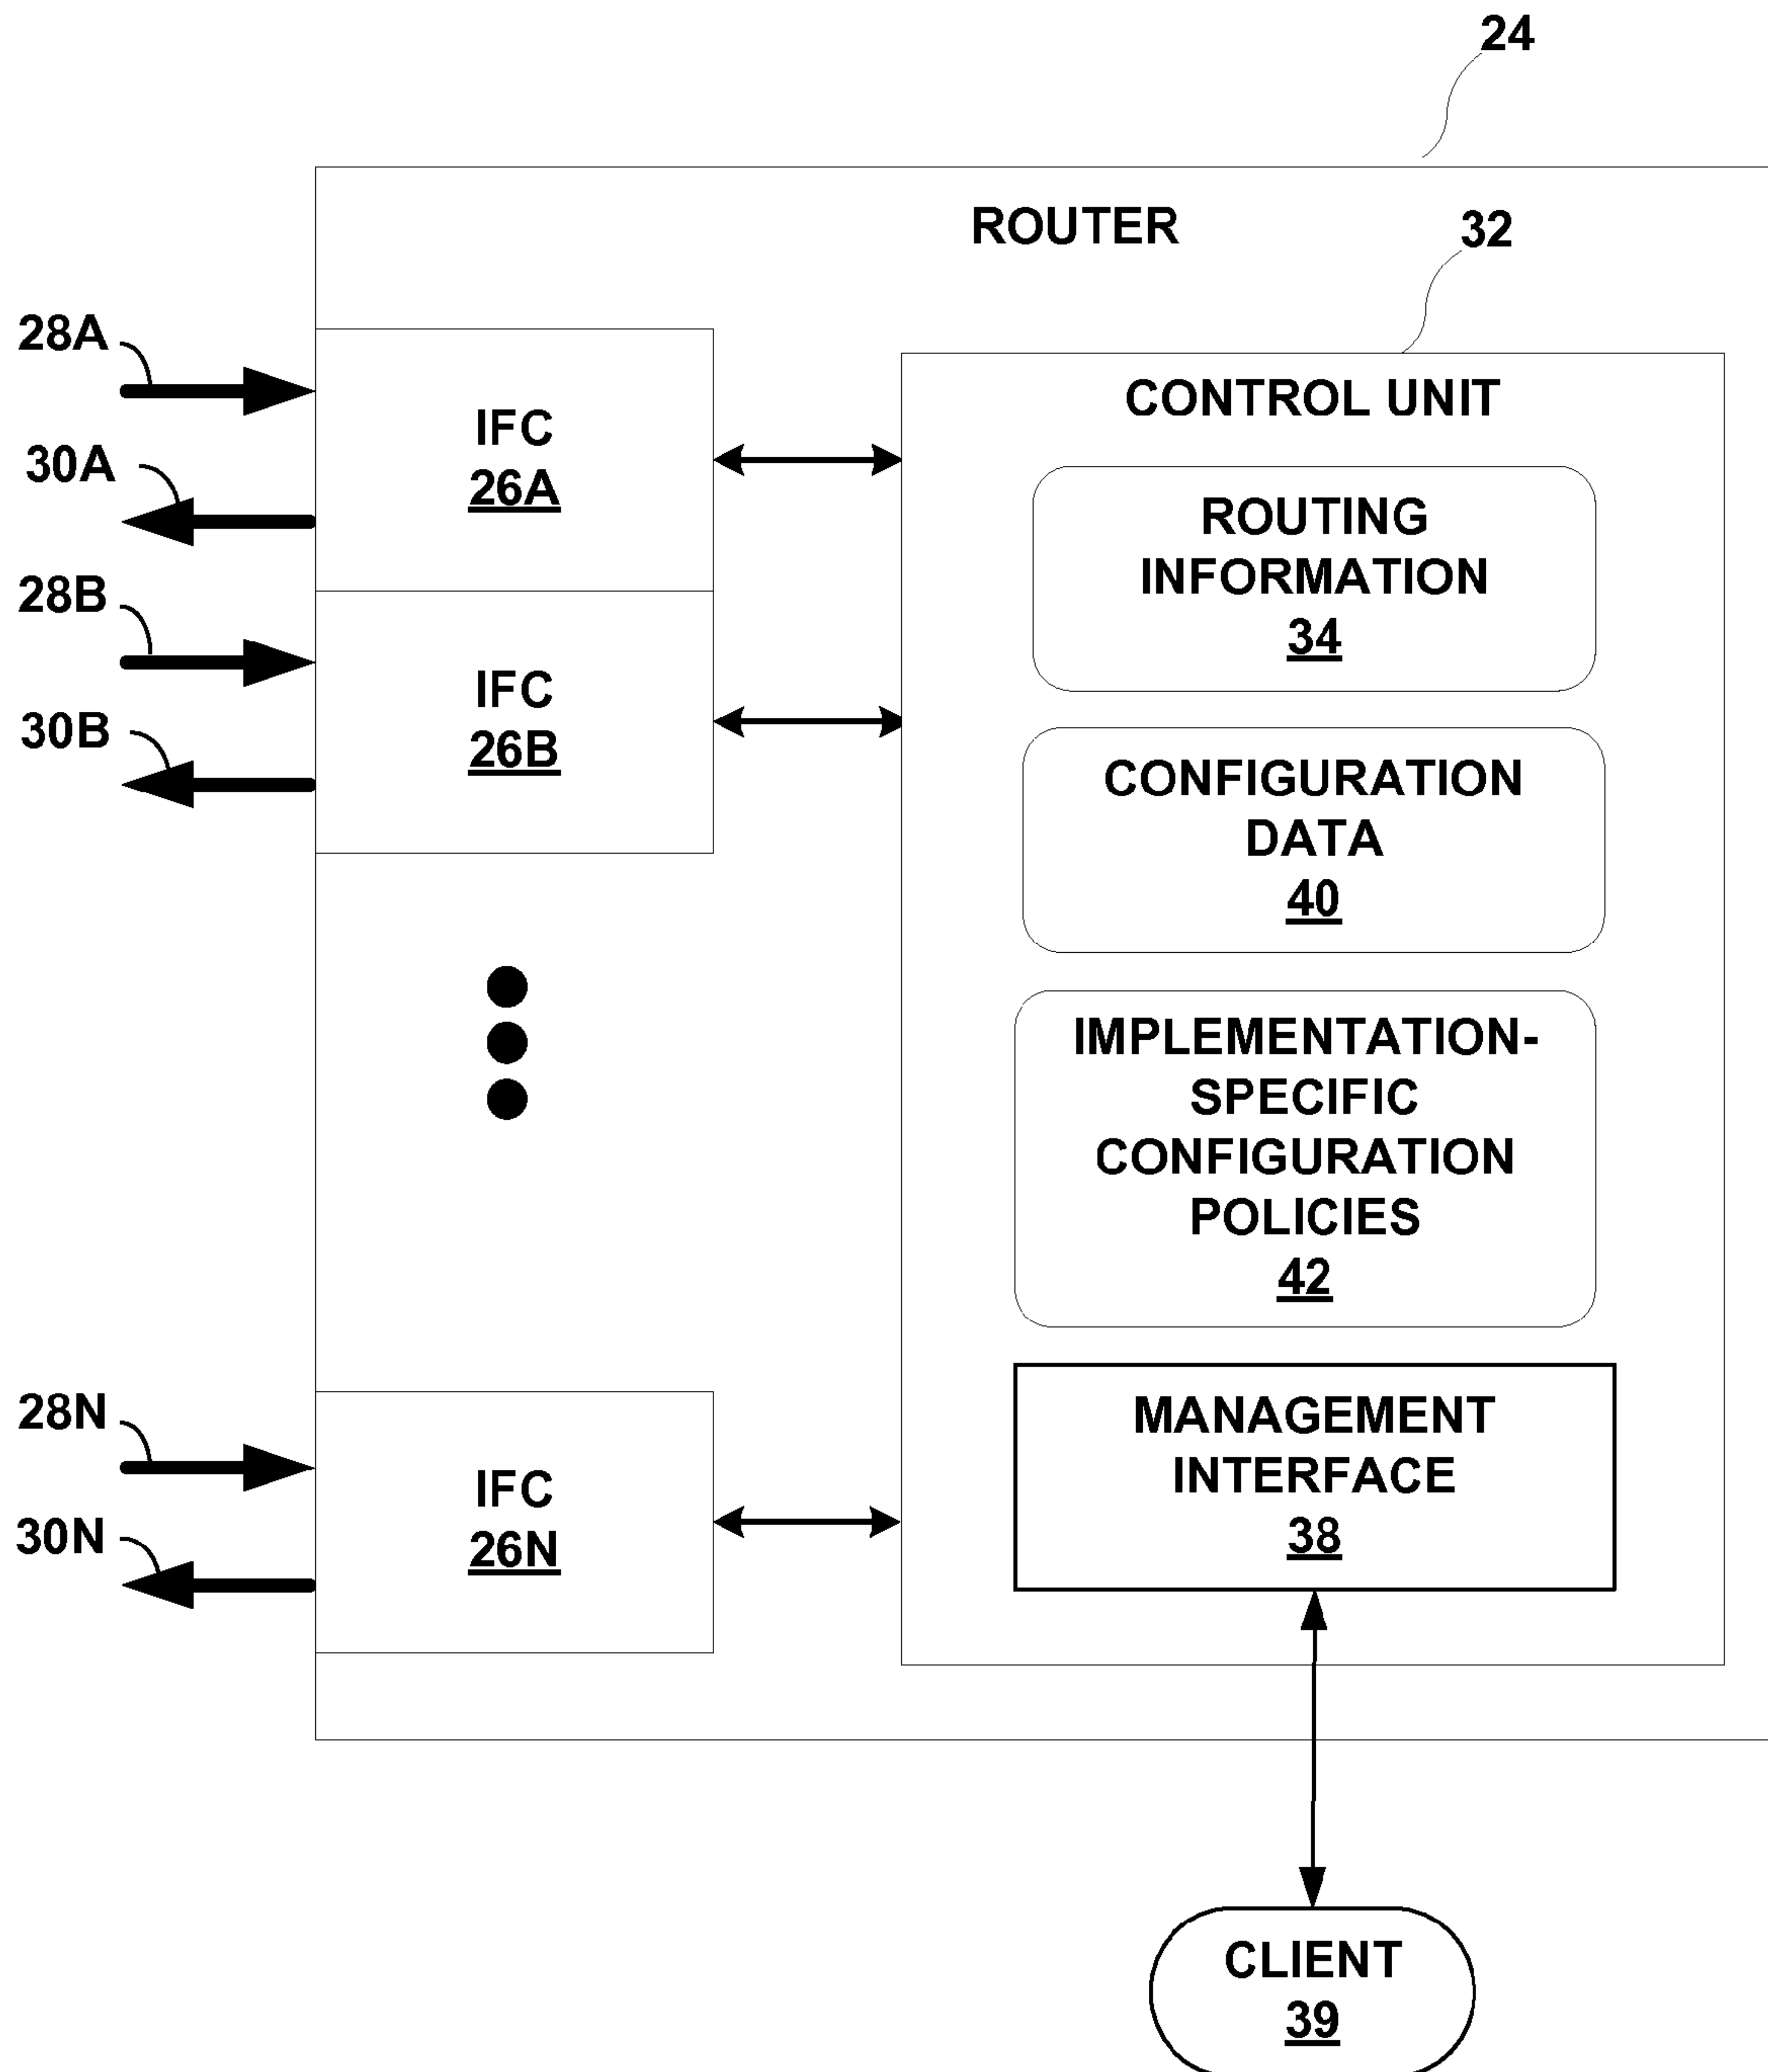 24
ROUTER
32
28A
30A
28B
30B
IFC
26A
IFC
26B
28N
30N
IFC
26N
CONTROL UNIT
ROUTING
INFORMATION
34
CONFIGURATION
DATA
40
IMPLEMENTATION-
SPECIFIC
CONFIGURATION
POLICIES
42
MANAGEMENT
INTERFACE
38
CLIENT
39